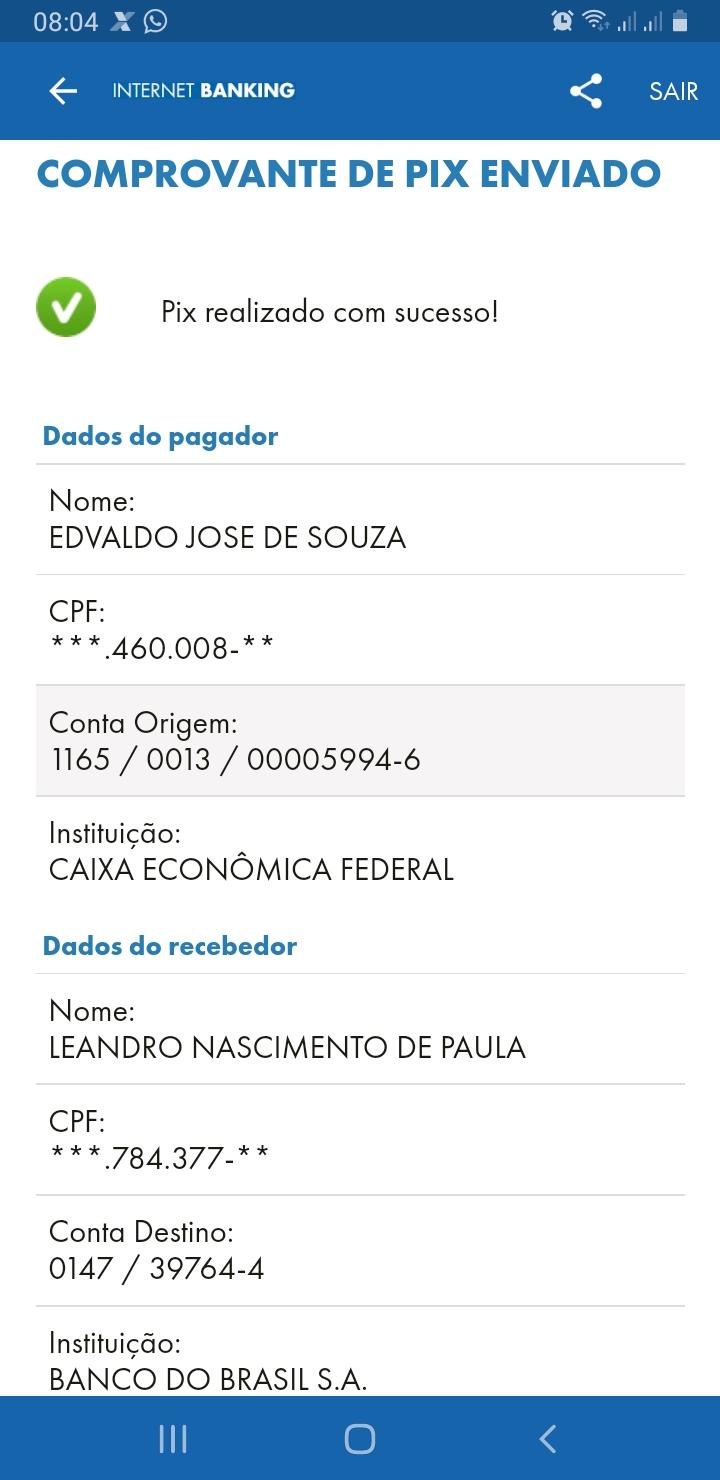 08:04
INTERNET BANKING
SAIR
COMPROVANTE DE PIX ENVIADO
Pix realizado com sucesso!
Dados do pagador
Nome:
EDVALDO JOSE DE SOUZA
CPF:
***.460.008-**
Conta Origem:
1165 / 0013 / 00005994-6
Instituição:
CAIXA ECONÔMICA FEDERAL
Dados do recebedor
Nome:
LEANDRO NASCIMENTO DE PAULA
CPF:
***.784.377-**
Conta Destino:
0147 / 39764-4
Instituição:
BANCO DO BRASIL S.A.